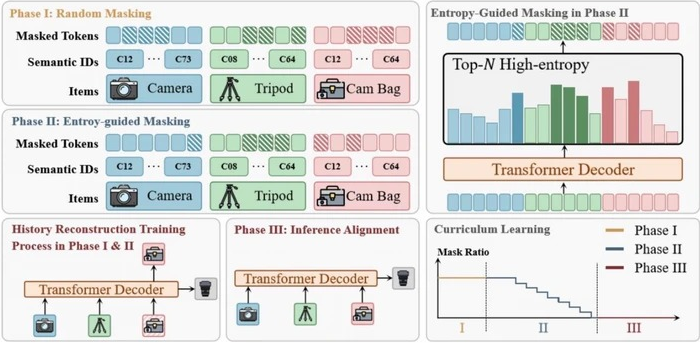 Phase I: Random Masking
Masked Tokens
Semantic IDs C12 ··· C73 C08 ··· C64 C12 ··· C64
Items Camera Tripod Cam Bag
Phase II: Entroy-guided Masking
Masked Tokens
Semantic IDs C12 ··· C73 C08 ··· C64 C12 ··· C64
Items Camera Tripod Cam Bag
Entropy-Guided Masking in Phase II
Top-N High-entropy
Transformer Decoder
History Reconstruction Training
Process in Phase I & II
Transformer Decoder
Phase III: Inference Alignment
Transformer Decoder
Curriculum Learning
Mask Ratio
Phase I
Phase II
Phase III
I II III